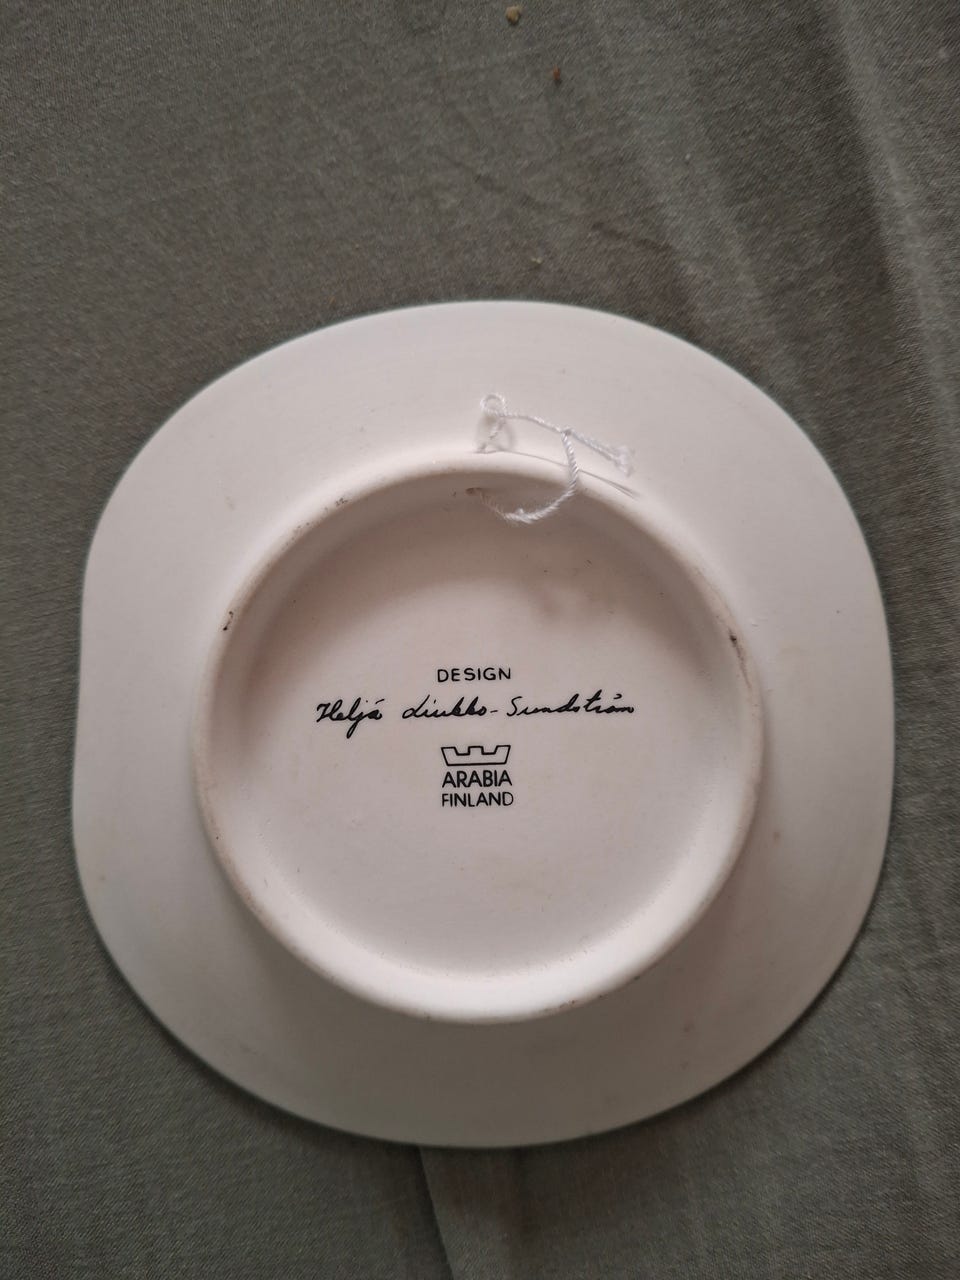 DESIGN
Heljä Liukko-Sundström
ARABIA
FINLAND